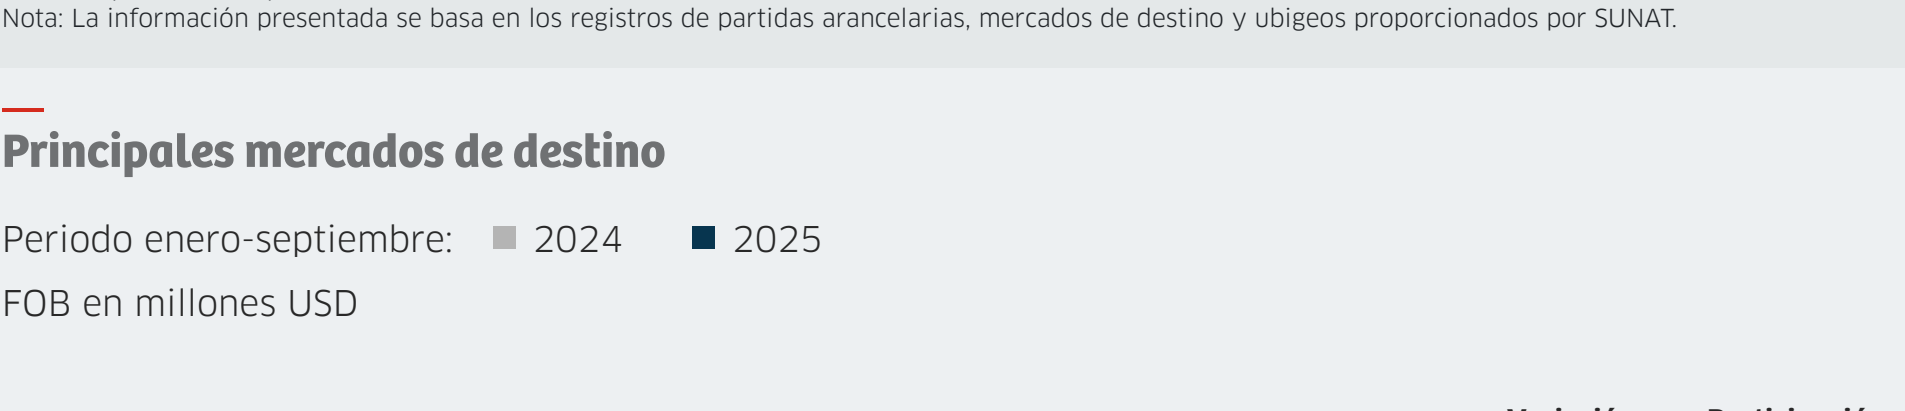 Nota: La información presentada se basa en los registros de partidas arancelarias, mercados de destino y ubigeos proporcionados por SUNAT.
Principales mercados de destino
Periodo enero-septiembre: 2024 2025
FOB en millones USD